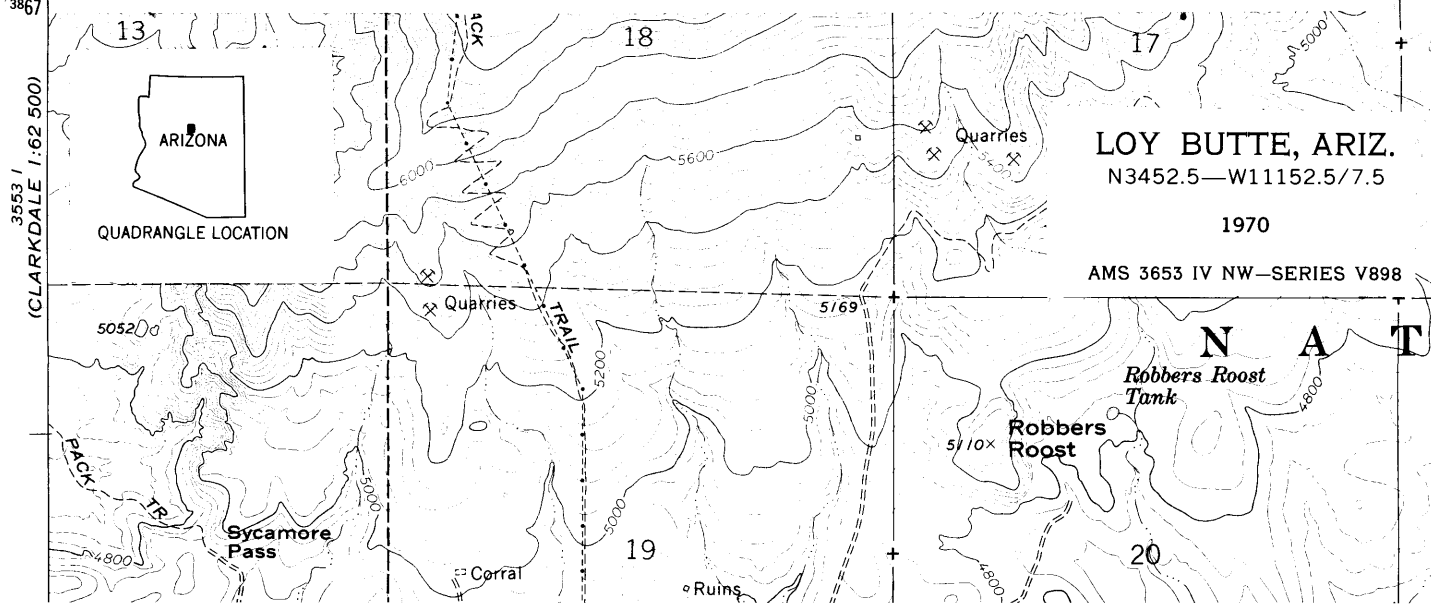 3867
13
ACK
18
17
5000
ARIZONA
QUADRANGLE LOCATION
3553 I
(CLARKDALE 1:62 500)
6000
5600
Quarries
5400
LOY BUTTE, ARIZ.
N3452.5—W11152.5/7.5
1970
AMS 3653 IV NW—SERIES V898
Quarries
5052
TRAIL
5169
5200
5000
N A T
Robbers Roost
Tank
4800
5110×
Robbers
Roost
PACK
TR
5000
5000
Sycamore
Pass
4800
19
20
4800
Corral
Ruins